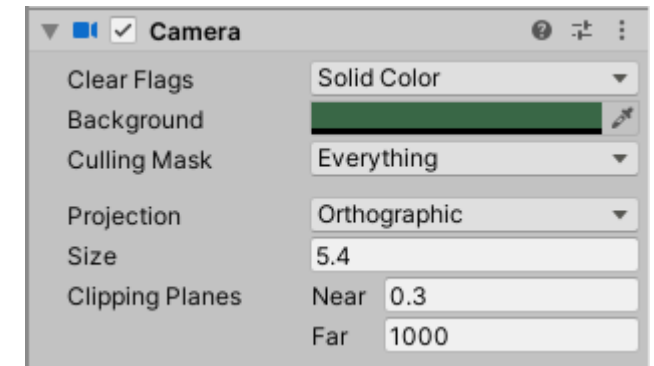 Camera
Clear Flags Solid Color
Background
Culling Mask Everything
Projection Orthographic
Size 5.4
Clipping Planes Near 0.3
Far 1000